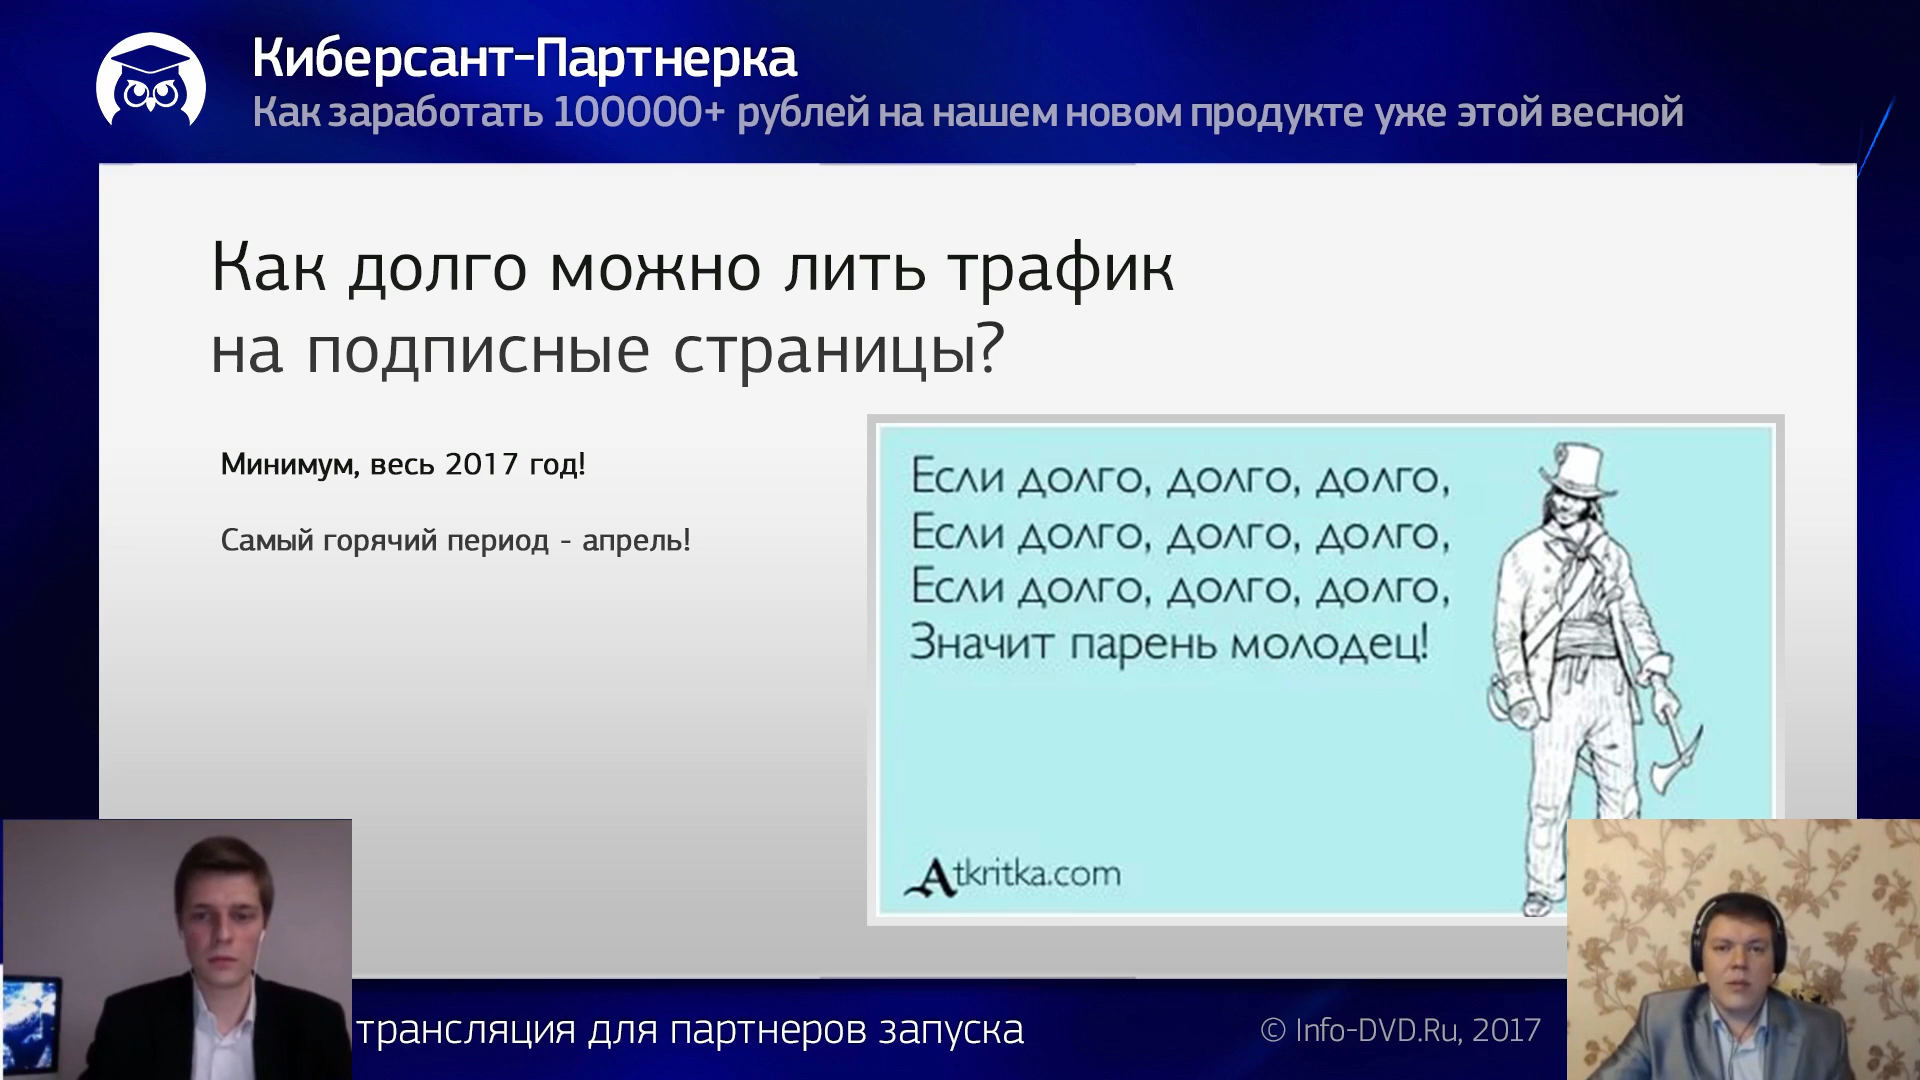 Киберсант-Партнерка
Как заработать 100000+ рублей на нашем новом продукте уже этой весной
Как долго можно лить трафик
на подписные страницы?
Минимум, весь 2017 год!
Самый горячий период - апрель!
Если долго, долго, долго,
Если долго, долго, долго,
Если долго, долго, долго,
Значит парень молодец!
Atkritka.com
трансляция для партнеров запуска
© Info-DVD.Ru, 2017